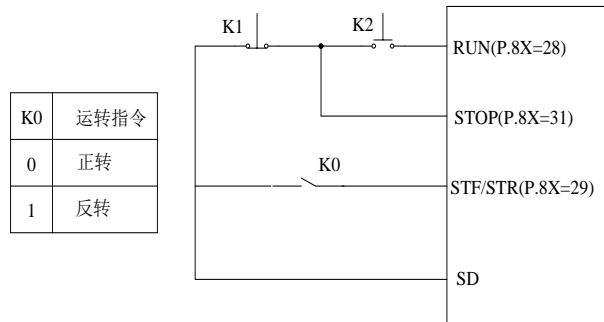 K1
K2
RUN(P.8X=28)
K0 运转指令
0 正转
1 反转
STOP(P.8X=31)
K0
STF/STR(P.8X=29)
SD